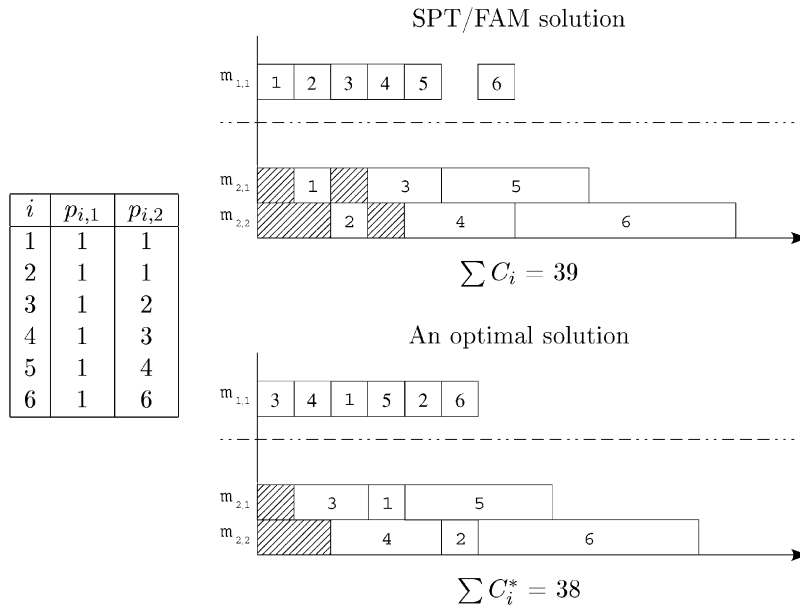 SPT/FAM solution
m1,1 1 2 3 4 5 6
m2,1 1 3 5
m2,2 2 4 6
∑ Ci = 39
i pi,1 pi,2
1 1 1
2 1 1
3 1 2
4 1 3
5 1 4
6 1 6
An optimal solution
m1,1 3 4 1 5 2 6
m2,1 3 1 5
m2,2 4 2 6
∑ Ci* = 38